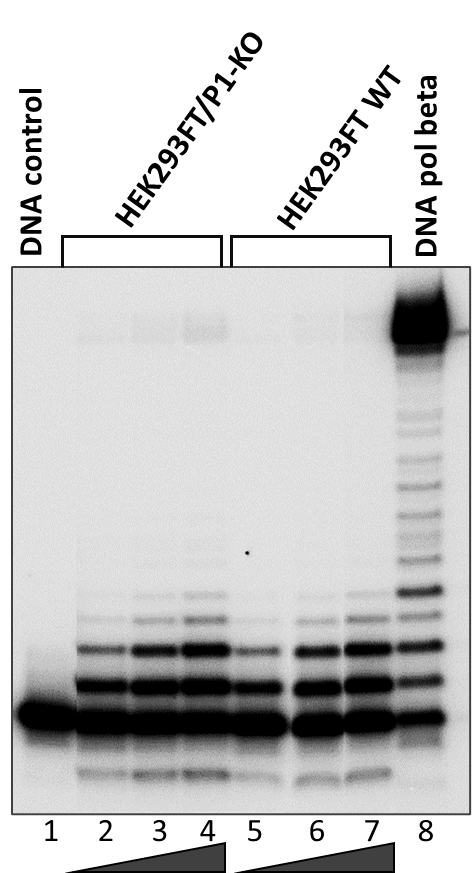 DNA control
HEK293FT/P1-KO
HEK293FT WT
DNA pol beta
1 2 3 4 5 6 7 8